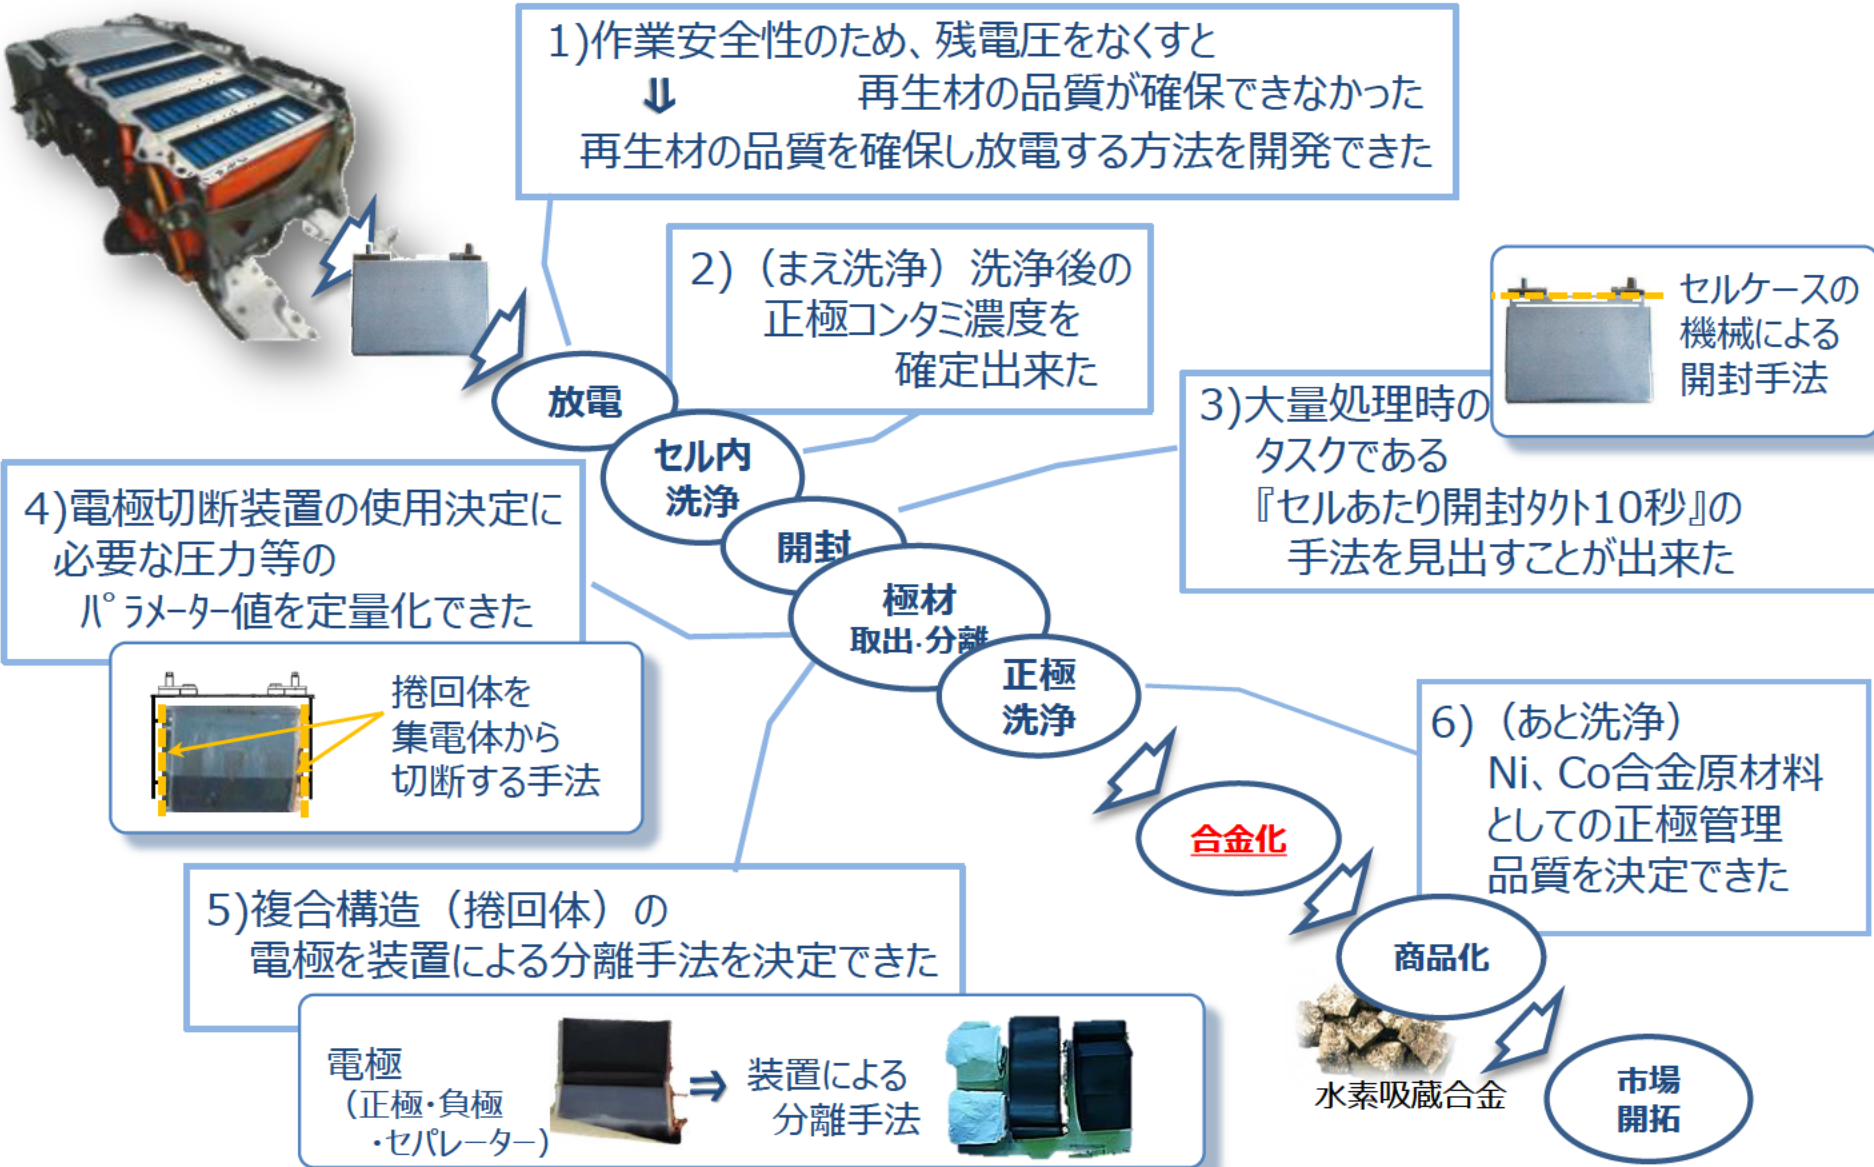 1)作業安全性のため、残電圧をなくすと
⇓ 再生材の品質が確保できなかった
再生材の品質を確保し放電する方法を開発できた
2)（まえ洗浄）洗浄後の
正極コンタミ濃度を
確定出来た
セルケースの
機械による
開封手法
3)大量処理時の
タスクである
『セルあたり開封タクト10秒』の
手法を見出すことが出来た
放電
セル内
洗浄
開封
極材
取出・分離
正極
洗浄
4)電極切断装置の使用決定に
必要な圧力等の
パラメーター値を定量化できた
捲回体を
集電体から
切断する手法
6)（あと洗浄）
Ni、Co合金原材料
としての正極管理
品質を決定できた
合金化
商品化
水素吸蔵合金
市場
開拓
5)複合構造（捲回体）の
電極を装置による分離手法を決定できた
電極
（正極・負極
・セパレーター）
⇒ 装置による
分離手法